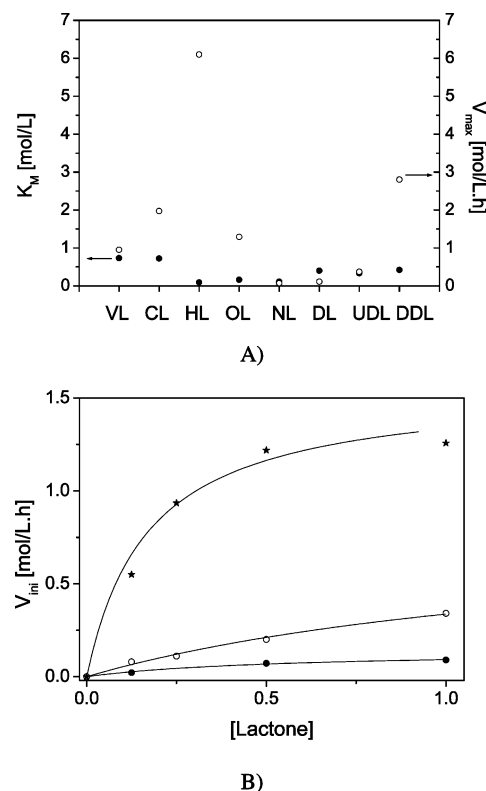 7
6
5
4
3
2
1
0
K_M [mol/L]
7
6
5
4
3
2
1
0
V_max [mol/L.h]
VL CL HL OL NL DL UDL DDL
A)
1.5
1.0
0.5
0.0
V_ini [mol/L.h]
0.0 0.5 1.0
[Lactone]
B)